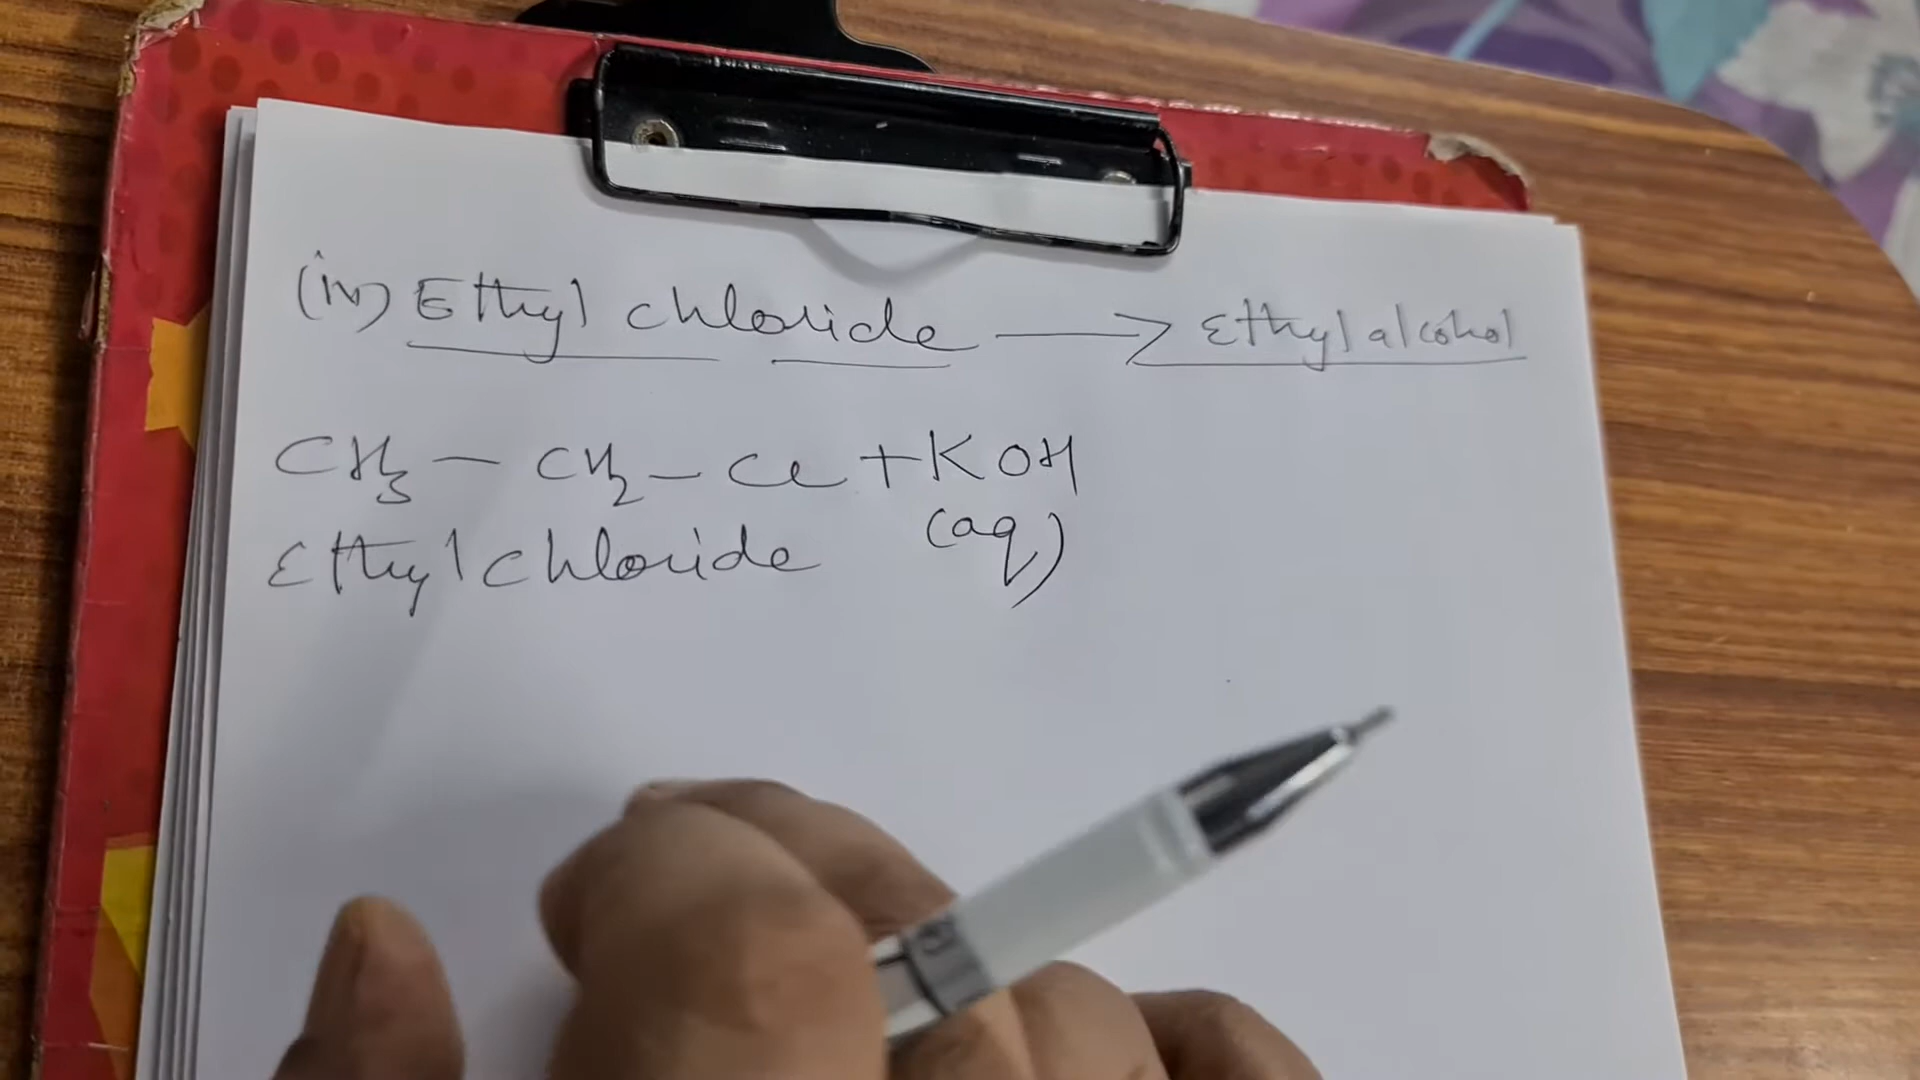 (iv) Ethyl chloride ⟶ Ethyl alcohol
CH₃ — CH₂ — Cl + KOH
Ethyl chloride (aq)